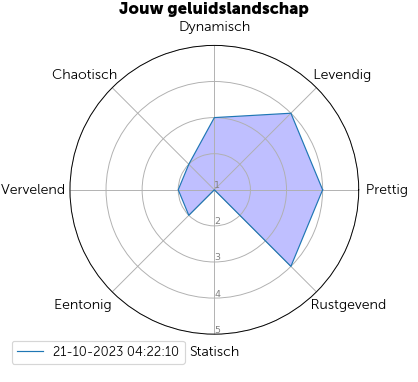 Jouw geluidslandschap
Dynamisch
Chaotisch
Levendig
Vervelend
1
Prettig
2
3
4
Eentonig
Rustgevend
5
21-10-2023 04:22:10
Statisch